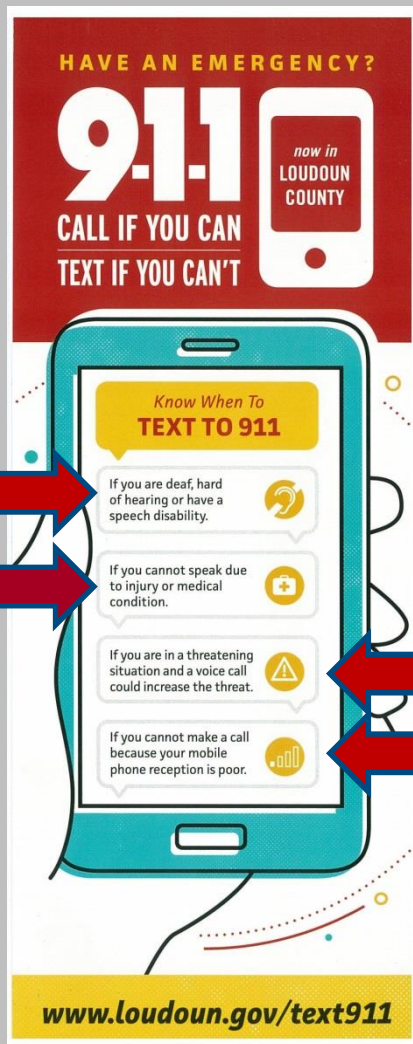 HAVE AN EMERGENCY?
9-1-1
now in
LOUDOUN
COUNTY
CALL IF YOU CAN
TEXT IF YOU CAN'T
Know When To
TEXT TO 911
If you are deaf, hard
of hearing or have a
speech disability.
If you cannot speak due
to injury or medical
condition.
If you are in a threatening
situation and a voice call
could increase the threat.
If you cannot make a call
because your mobile
phone reception is poor.
www.loudoun.gov/text911